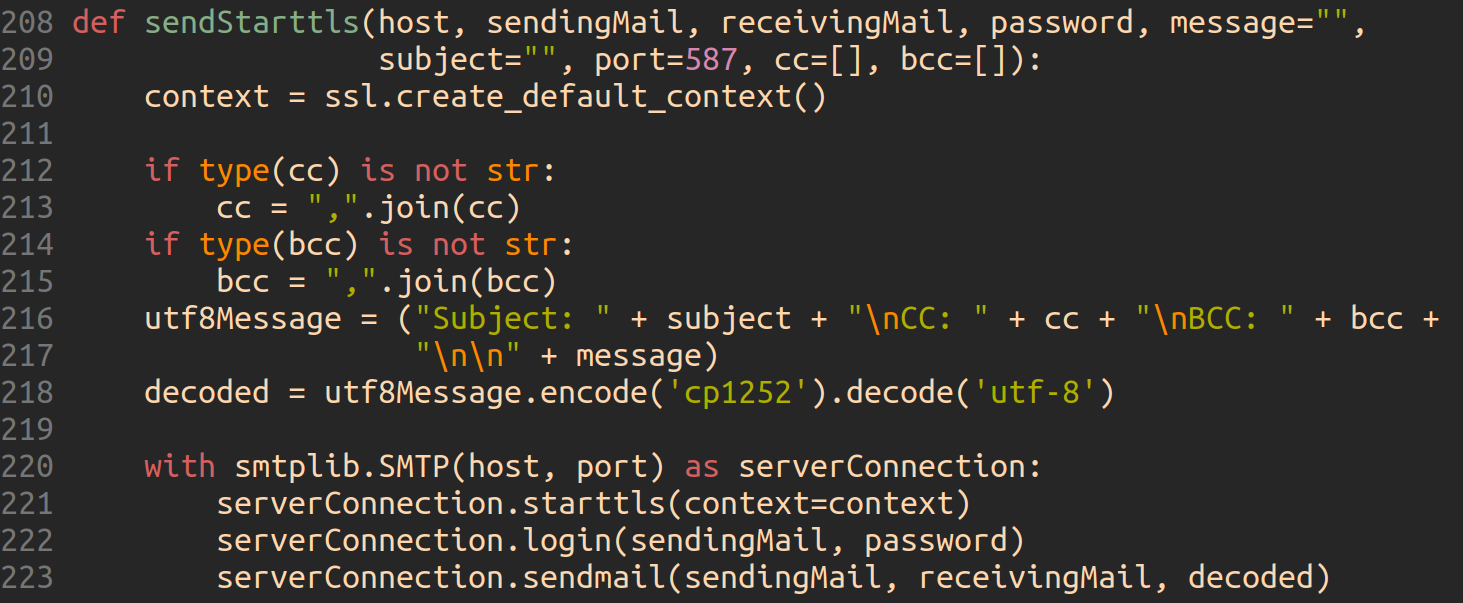 208 def sendStarttls(host, sendingMail, receivingMail, password, message="",
209                  subject="", port=587, cc=[], bcc=[]):
210     context = ssl.create_default_context()
211
212     if type(cc) is not str:
213         cc = ",".join(cc)
214     if type(bcc) is not str:
215         bcc = ",".join(bcc)
216     utf8Message = ("Subject: " + subject + "\nCC: " + cc + "\nBCC: " + bcc +
217                    "\n\n" + message)
218     decoded = utf8Message.encode('cp1252').decode('utf-8')
219
220     with smtplib.SMTP(host, port) as serverConnection:
221         serverConnection.starttls(context=context)
222         serverConnection.login(sendingMail, password)
223         serverConnection.sendmail(sendingMail, receivingMail, decoded)